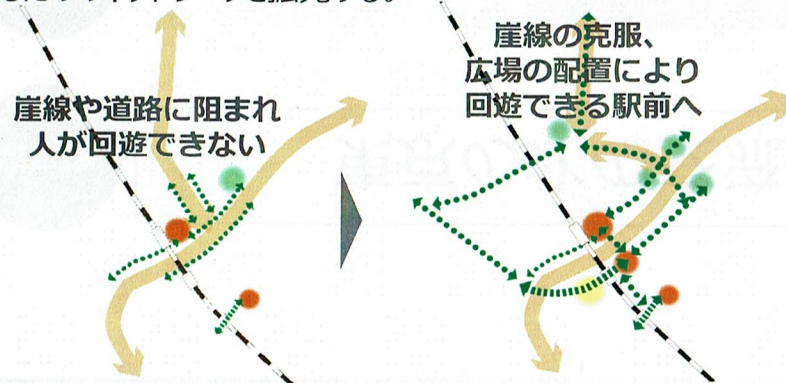 崖線や道路に阻まれ
人が回遊できない
崖線の克服、
広場の配置により
回遊できる駅前へ